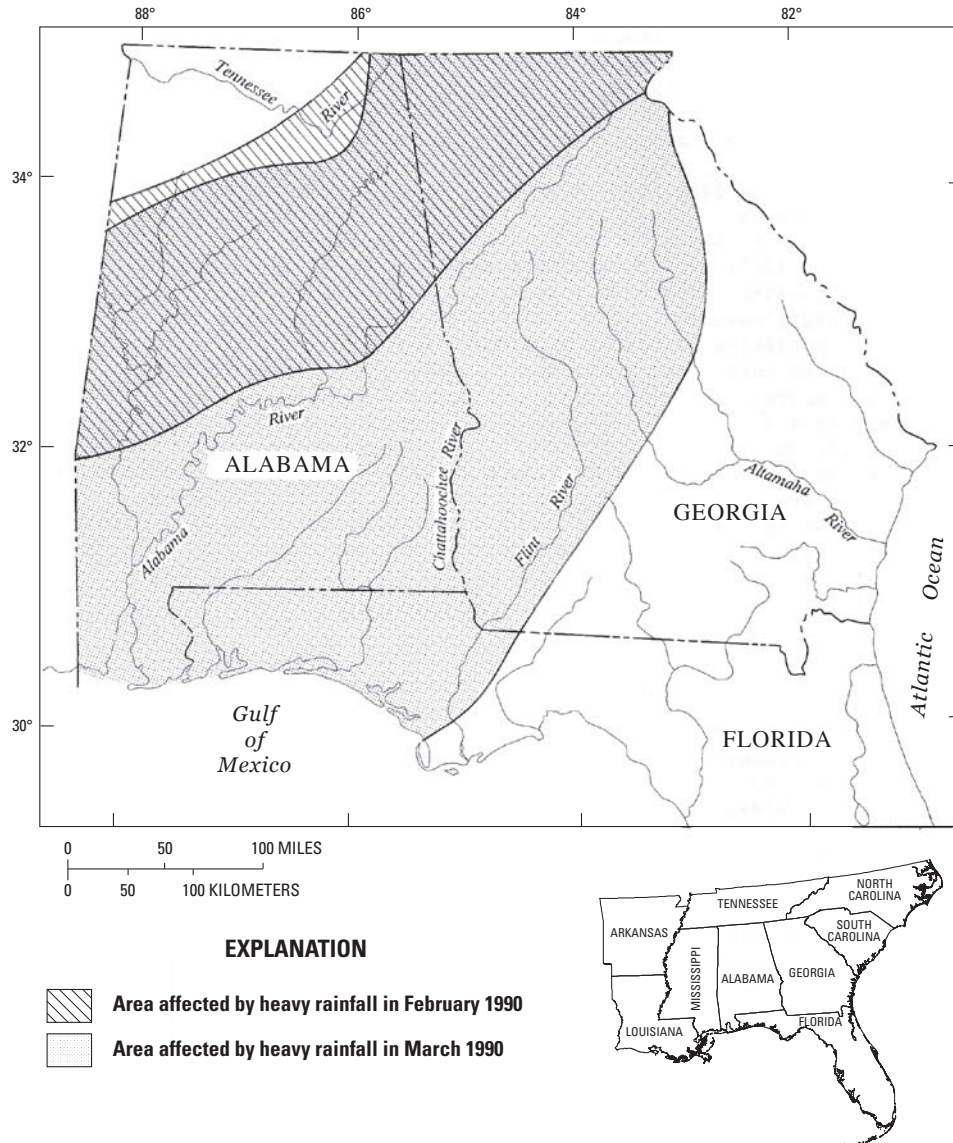 88°
86°
84°
82°
34°
32°
30°
Tennessee
River
River
ALABAMA
Alabama
Chattahoochee River
Flint
River
GEORGIA
Altamaha
River
Atlantic Ocean
FLORIDA
Gulf
of
Mexico
0 50 100 MILES
0 50 100 KILOMETERS
EXPLANATION
Area affected by heavy rainfall in February 1990
Area affected by heavy rainfall in March 1990
ARKANSAS
TENNESSEE
NORTH
CAROLINA
SOUTH
CAROLINA
MISSISSIPPI
ALABAMA
GEORGIA
LOUISIANA
FLORIDA